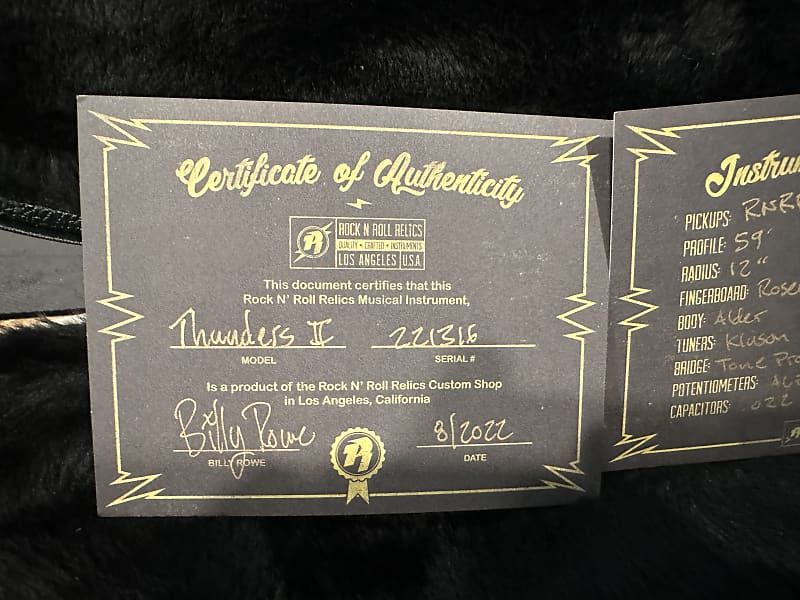 Certificate of Authenticity
R
ROCK N ROLL RELICS
QUALITY • CRAFTED • INSTRUMENTS
LOS ANGELES U.S.A.
This document certifies that this
Rock N' Roll Relics Musical Instrument,
Thunders II 221316
MODEL SERIAL #
Is a product of the Rock N' Roll Relics Custom Shop
in Los Angeles, California
Billy Rowe 8/2022
BILLY ROWE DATE
R
PICKUPS:
PROFILE: 59'
RADIUS: 12"
FINGERBOARD:
BODY: Alder
TUNERS: Kluson
BRIDGE: Tone
POTENTIOMETERS:
CAPACITORS: .022